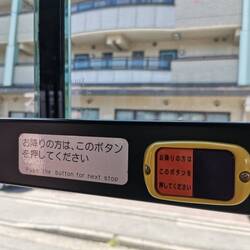 お降りの方は、このボタン
を押してください
Push the button for next stop
お降りの方は
このボタンを
押してください